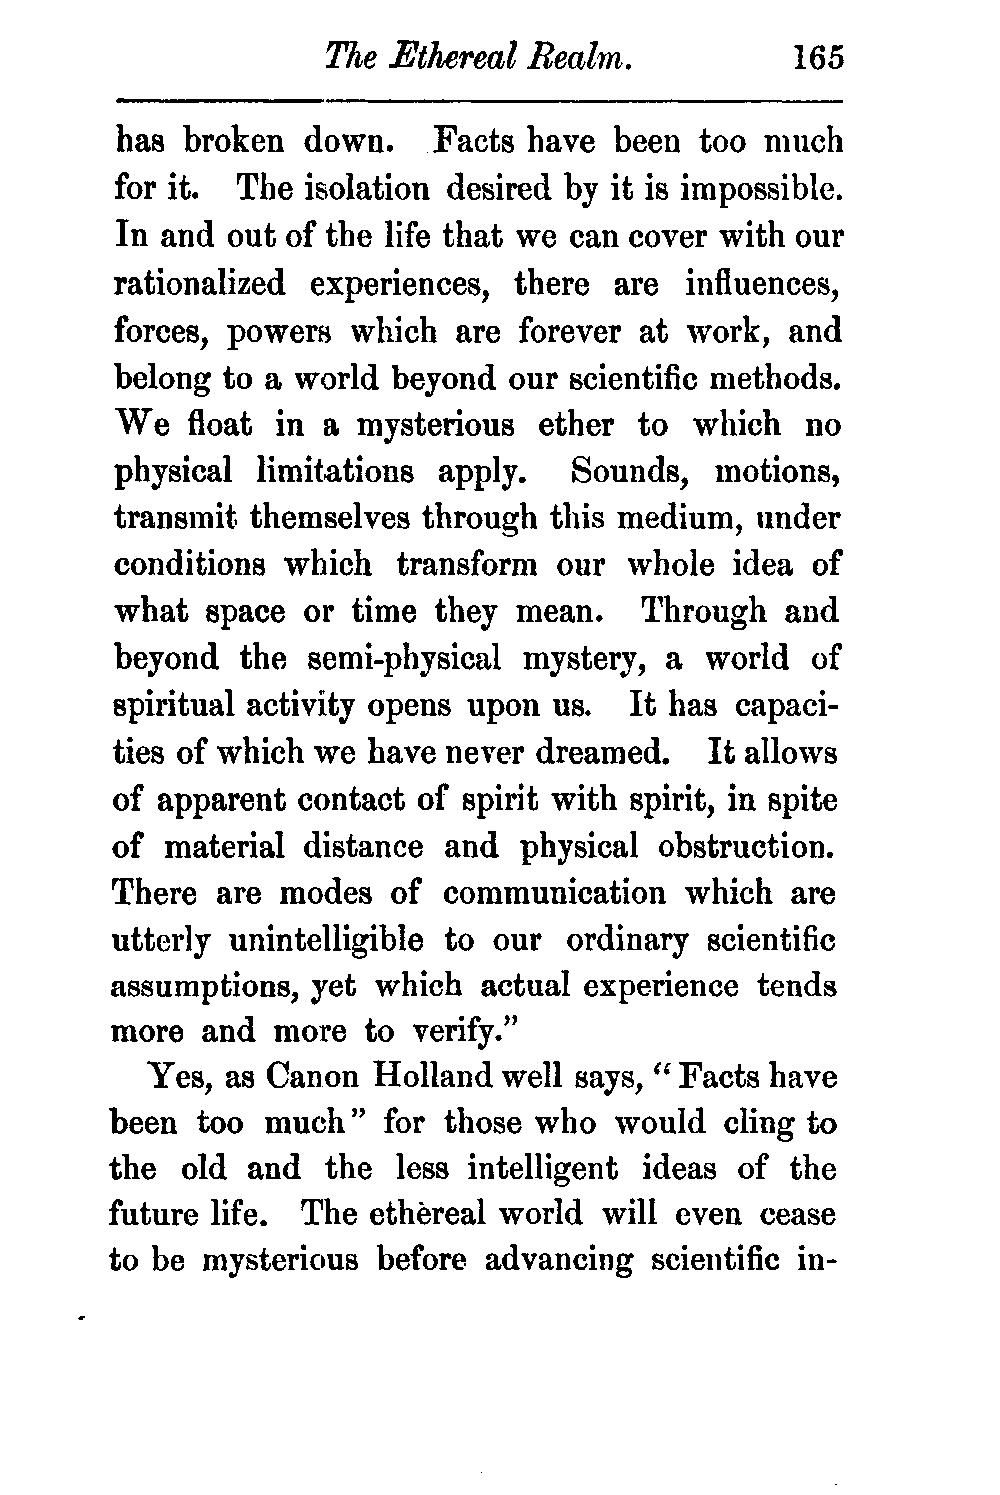 The Ethereal Realm. 165
has broken down. Facts have been too much
for it. The isolation desired by it is impossible.
In and out of the life that we can cover with our
rationalized experiences, there are influences,
forces, powers which are forever at work, and
belong to a world beyond our scientific methods.
We float in a mysterious ether to which no
physical limitations apply. Sounds, motions,
transmit themselves through this medium, under
conditions which transform our whole idea of
what space or time they mean. Through and
beyond the semi-physical mystery, a world of
spiritual activity opens upon us. It has capaci-
ties of which we have never dreamed. It allows
of apparent contact of spirit with spirit, in spite
of material distance and physical obstruction.
There are modes of communication which are
utterly unintelligible to our ordinary scientific
assumptions, yet which actual experience tends
more and more to verify."
Yes, as Canon Holland well says, "Facts have
been too much" for those who would cling to
the old and the less intelligent ideas of the
future life. The ethereal world will even cease
to be mysterious before advancing scientific in-